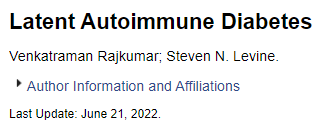 Latent Autoimmune Diabetes
Venkatraman Rajkumar; Steven N. Levine.
Author Information and Affiliations
Last Update: June 21, 2022.